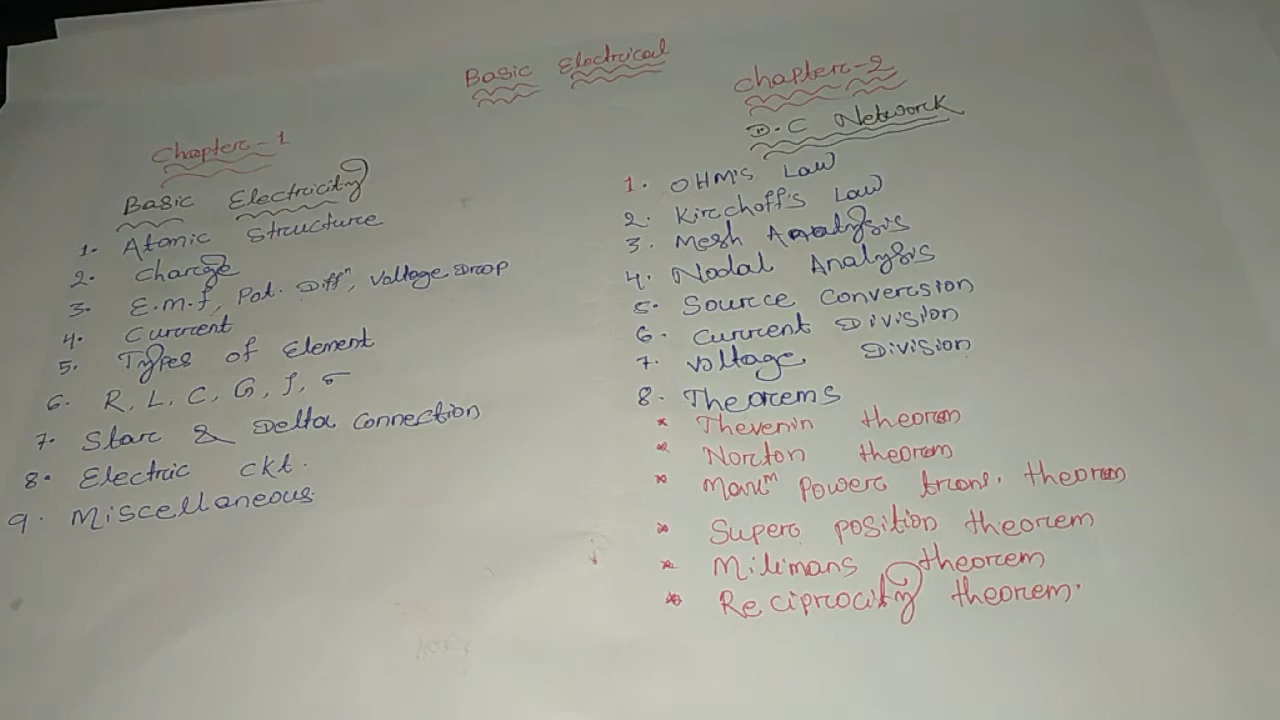 Basic Electrical
Chapter-1
Basic Electricity
1. Atomic Structure
2. Charge
3. E.m.f, Pot. Diffⁿ, Voltage Drop
4. Current
5. Types of Element
6. R, L, C, G, ρ, σ
7. Star & Delta Connection
8. Electric ckt.
9. Miscellaneous.
Chapter-2
D.C Network
1. OHM'S Law
2. Kirchoff's Law
3. Mesh Analysis
4. Nodal Analysis
5. Source Conversion
6. Current Division
7. Voltage Division
8. Theorems
* Thevenin theorem
* Norton theorem
* Maxᵐ Power trans. theorem
* Super position theorem
* Milimans theorem
* Reciprocity theorem.